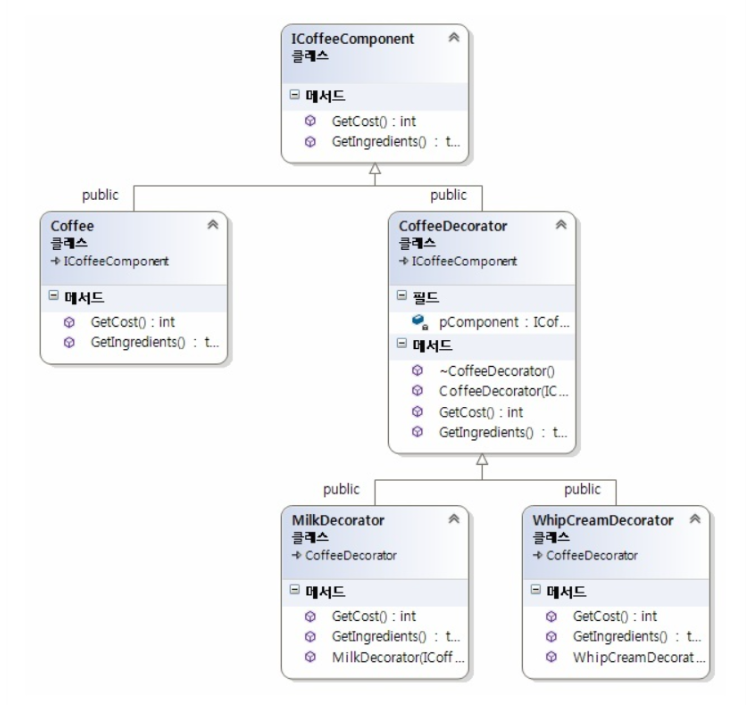 ICoffeeComponent
클래스
메서드
GetCost() : int
GetIngredients() : t...
public
public
Coffee
클래스
ICoffeeComponent
메서드
GetCost() : int
GetIngredients() : t...
CoffeeDecorator
클래스
ICoffeeComponent
필드
pComponent : ICof...
메서드
~CoffeeDecorator()
CoffeeDecorator(IC...
GetCost() : int
GetIngredients() : t...
public
public
MilkDecorator
클래스
CoffeeDecorator
메서드
GetCost() : int
GetIngredients() : t...
MilkDecorator(ICoff...
WhipCreamDecorator
클래스
CoffeeDecorator
메서드
GetCost() : int
GetIngredients() : t...
WhipCreamDecorat...